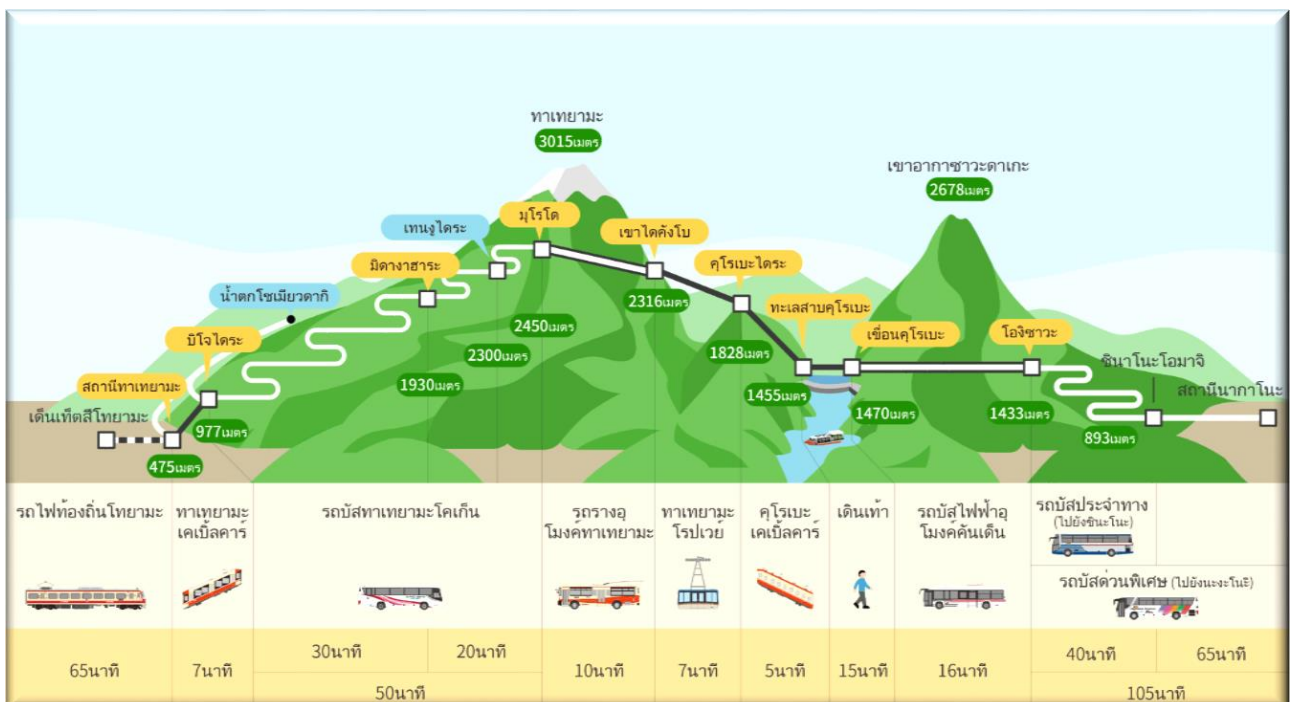 ทาเทยามะ
3015เมตร
เขาอากาซาวะดาเกะ
2678เมตร
มุโรโด
เทนงูไดระ
เขาไดคังโบ
มิดางาฮาระ
คุโรเบะไดระ
น้ำตกโชเมียวดากิ
2316เมตร
ทะเลสาบคุโรเบะ
2450เมตร
บิโจไดระ
เขื่อนคุโรเบะ
โองิซาวะ
1828เมตร
2300เมตร
ชินาโนะโอมาจิ
สถานีทาเทยามะ
1930เมตร
สถานีนากาโนะ
1455เมตร
เด็นเท็ตสึโทยามะ
1470เมตร
1433เมตร
977เมตร
893เมตร
475เมตร
รถไฟท้องถิ่นโทยามะ
ทาเทยามะ
เคเบิ้ลคาร์
รถบัสทาเทยามะโคเก็น
รถรางอุ
โมงค์ทาเทยามะ
ทาเทยามะ
โรปเวย์
คุโรเบะ
เคเบิ้ลคาร์
เดินเท้า
รถบัสไฟฟ้าอุ
โมงค์คันเด็น
รถบัสประจำทาง
(ไปยังชินะโนะ)
รถบัสด่วนพิเศษ (ไปยังนะงะโนะ)
65นาที
7นาที
30นาที
20นาที
50นาที
10นาที
7นาที
5นาที
15นาที
16นาที
40นาที
65นาที
105นาที